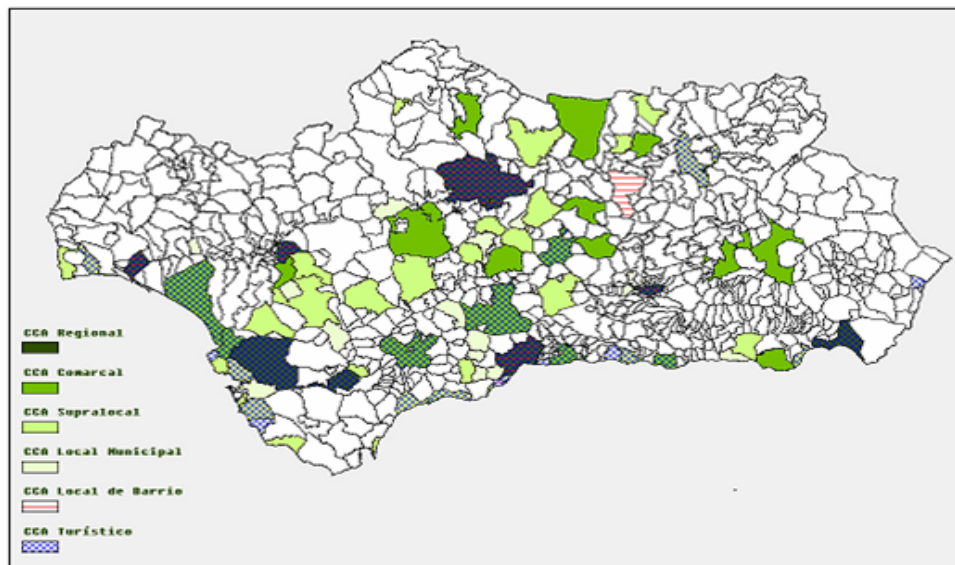 CCA Regional
CCA Comarcal
CCA Supralocal
CCA Local Municipal
CCA Local de Barrio
CCA Turístico